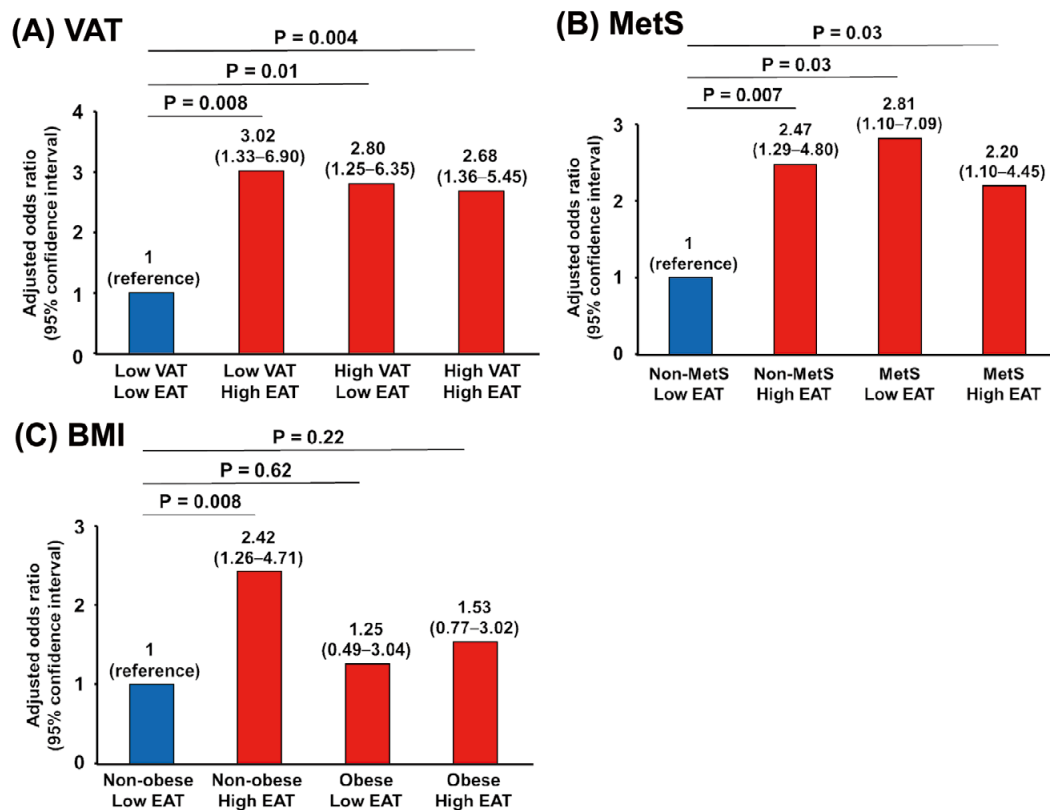 (A) VAT
P = 0.004
P = 0.01
P = 0.008
Adjusted odds ratio
(95% confidence interval)
4
3
2
1
0
1
(reference)
3.02
(1.33–6.90)
2.80
(1.25–6.35)
2.68
(1.36–5.45)
Low VAT
Low EAT
Low VAT
High EAT
High VAT
Low EAT
High VAT
High EAT
(B) MetS
P = 0.03
P = 0.03
P = 0.007
Adjusted odds ratio
(95% confidence interval)
3
2
1
0
1
(reference)
2.47
(1.29–4.80)
2.81
(1.10–7.09)
2.20
(1.10–4.45)
Non-MetS
Low EAT
Non-MetS
High EAT
MetS
Low EAT
MetS
High EAT
(C) BMI
P = 0.22
P = 0.62
P = 0.008
Adjusted odds ratio
(95% confidence interval)
3
2
1
0
1
(reference)
2.42
(1.26–4.71)
1.25
(0.49–3.04)
1.53
(0.77–3.02)
Non-obese
Low EAT
Non-obese
High EAT
Obese
Low EAT
Obese
High EAT